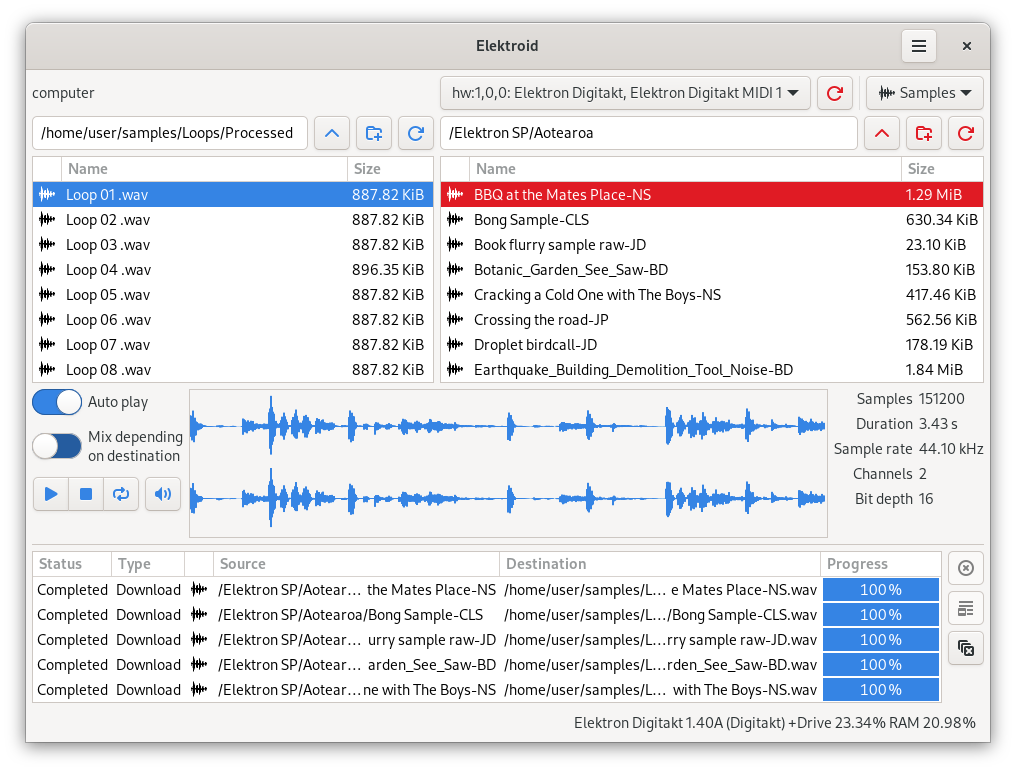 Elektroid
computer
hw:1,0,0: Elektron Digitakt, Elektron Digitakt MIDI 1
Samples
/home/user/samples/Loops/Processed
/Elektron SP/Aotearoa
Name Size
Loop 01 .wav 887.82 KiB
Loop 02 .wav 887.82 KiB
Loop 03 .wav 887.82 KiB
Loop 04 .wav 896.35 KiB
Loop 05 .wav 887.82 KiB
Loop 06 .wav 887.82 KiB
Loop 07 .wav 887.82 KiB
Loop 08 .wav 887.82 KiB
Name Size
BBQ at the Mates Place-NS 1.29 MiB
Bong Sample-CLS 630.34 KiB
Book flurry sample raw-JD 23.10 KiB
Botanic_Garden_See_Saw-BD 153.80 KiB
Cracking a Cold One with The Boys-NS 417.46 KiB
Crossing the road-JP 562.56 KiB
Droplet birdcall-JD 178.19 KiB
Earthquake_Building_Demolition_Tool_Noise-BD 1.84 MiB
Auto play
Mix depending
on destination
Samples 151200
Duration 3.43 s
Sample rate 44.10 kHz
Channels 2
Bit depth 16
Status Type Source Destination Progress
Completed Download /Elektron SP/Aotear… the Mates Place-NS /home/user/samples/L… e Mates Place-NS.wav 100 %
Completed Download /Elektron SP/Aotearoa/Bong Sample-CLS /home/user/samples/L…/Bong Sample-CLS.wav 100 %
Completed Download /Elektron SP/Aotear… urry sample raw-JD /home/user/samples/L…rry sample raw-JD.wav 100 %
Completed Download /Elektron SP/Aotear… arden_See_Saw-BD /home/user/samples/L…rden_See_Saw-BD.wav 100 %
Completed Download /Elektron SP/Aotear…ne with The Boys-NS /home/user/samples/L… with The Boys-NS.wav 100 %
Elektron Digitakt 1.40A (Digitakt) +Drive 23.34% RAM 20.98%